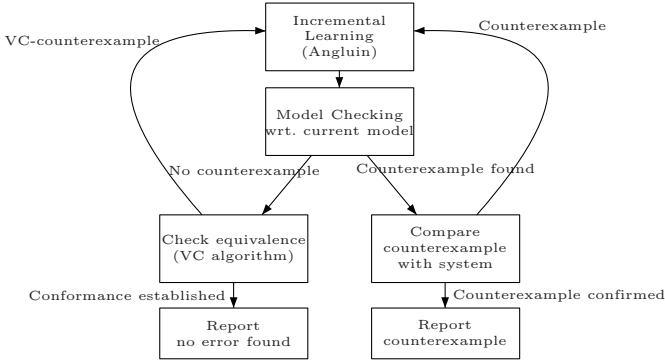 Incremental
Learning
(Angluin)
VC-counterexample
Counterexample
Model Checking
wrt. current model
No counterexample
Counterexample found
Check equivalence
(VC algorithm)
Compare
counterexample
with system
Conformance established
Counterexample confirmed
Report
no error found
Report
counterexample